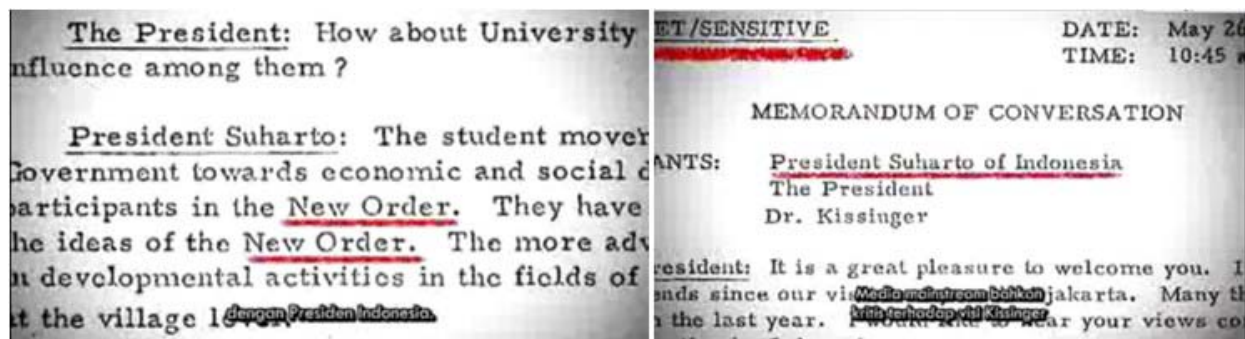 The President: How about University
nfluence among them ?
President Suharto: The student mover
Government towards economic and social d
articipants in the New Order. They have
he ideas of the New Order. The more adv
n developmental activities in the fields of
at the village
dengan Presiden Indonesia.
ET/SENSITIVE
DATE: May 26
TIME: 10:45 a
MEMORANDUM OF CONVERSATION
ANTS: President Suharto of Indonesia
The President
Dr. Kissinger
resident: It is a great pleasure to welcome you. I
ends since our vis jakarta. Many th
Media mainstream bahkan
the last year. ar your views co
kritis terhadap visi Kissinger